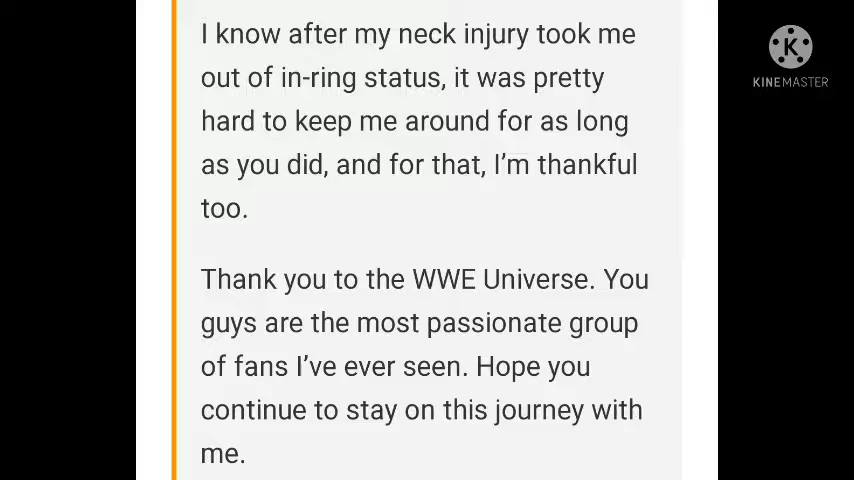 I know after my neck injury took me
out of in-ring status, it was pretty
hard to keep me around for as long
as you did, and for that, I’m thankful
too.
Thank you to the WWE Universe. You
guys are the most passionate group
of fans I’ve ever seen. Hope you
continue to stay on this journey with
me.
K
KINEMASTER